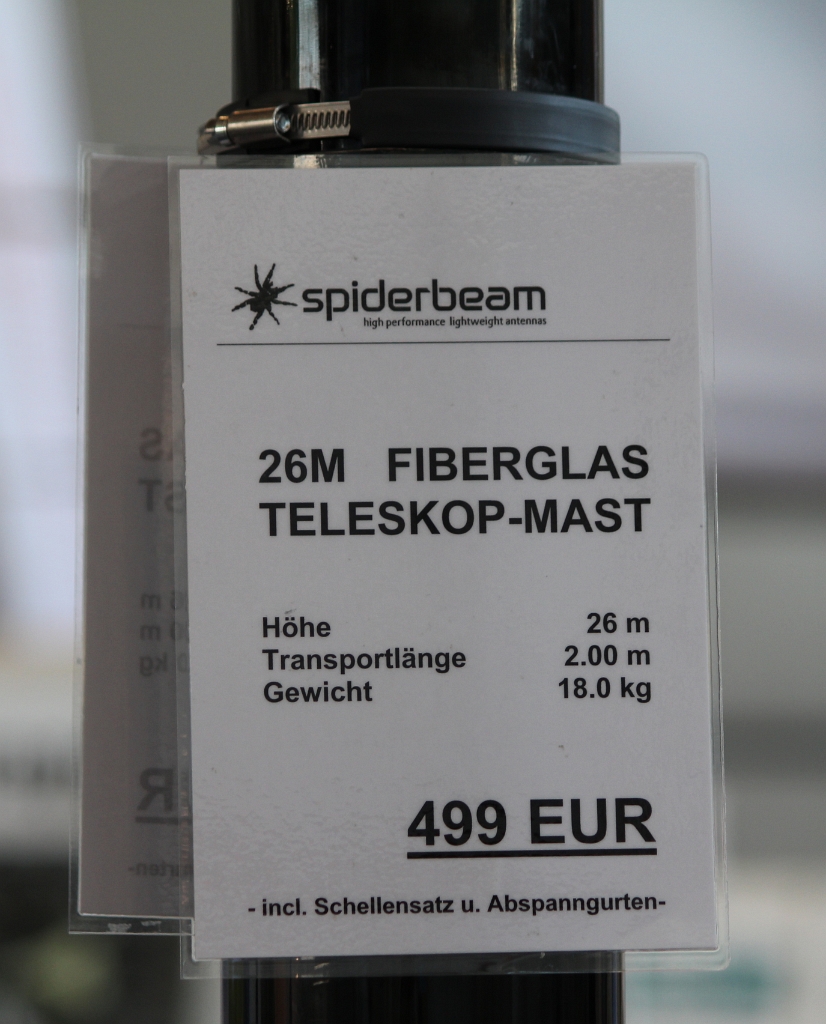 spiderbeam
high performance lightweight antennas
26M FIBERGLAS
TELESKOP-MAST
Höhe 26 m
Transportlänge 2.00 m
Gewicht 18.0 kg
499 EUR
- incl. Schellensatz u. Abspanngurten-